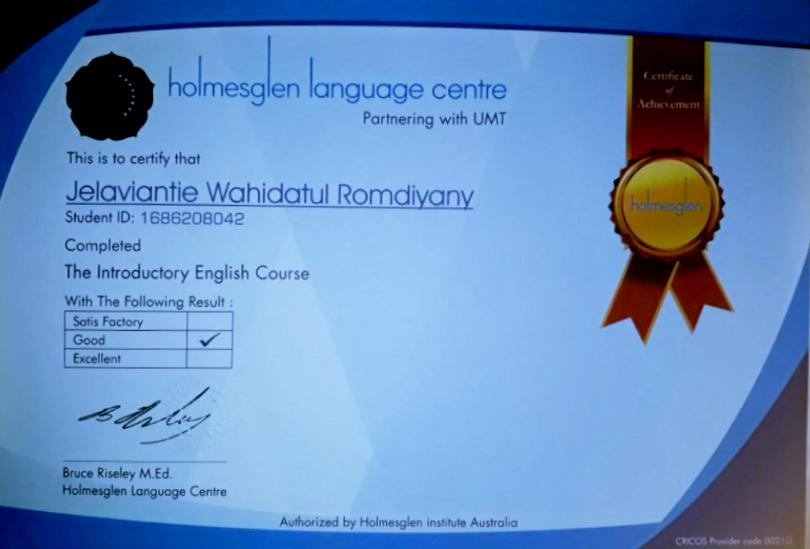 holmesglen language centre
Partnering with UMT
Certificate
of
Achievement
holmesglen
This is to certify that
Jelaviantie Wahidatul Romdiyany
Student ID: 1686208042
Completed
The Introductory English Course
With The Following Result :
Satis Factory
Good ✓
Excellent
Bruce Riseley M.Ed.
Holmesglen Language Centre
Authorized by Holmesglen institute Australia
CRICOS Provider code 0021G